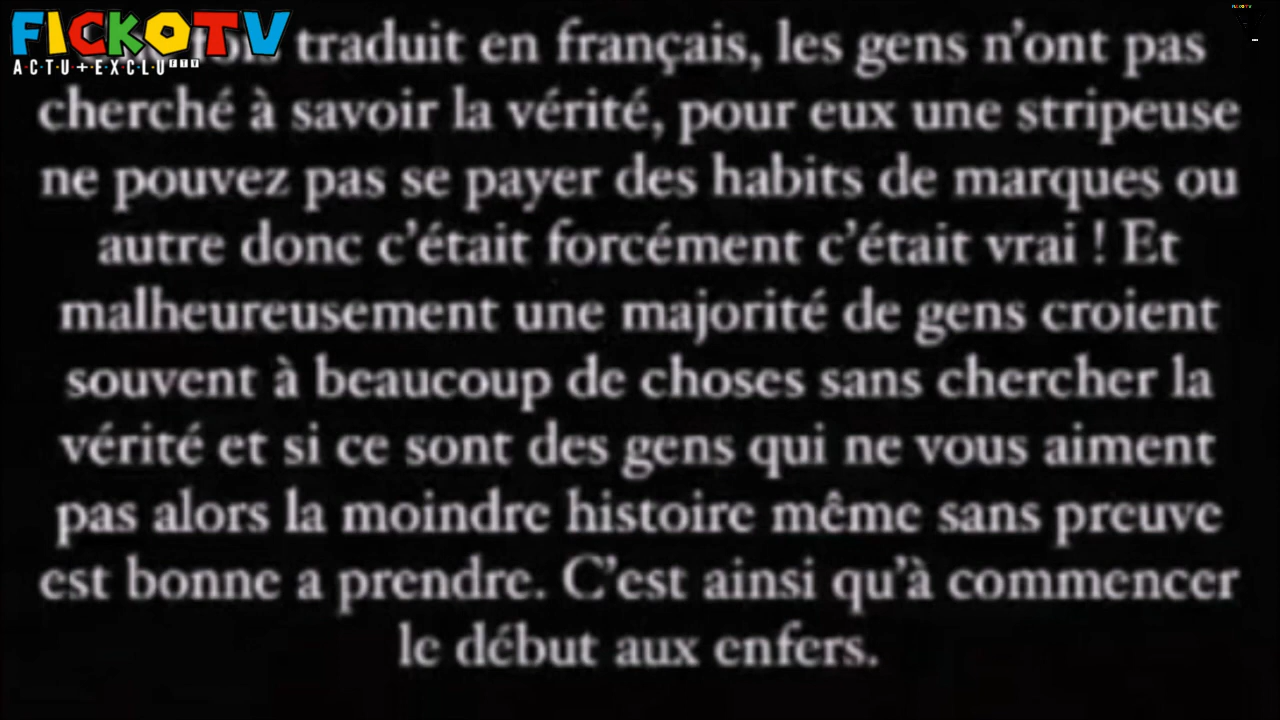 FICKOTV
ACTU+EXCLU
traduit en français, les gens n'ont pas
cherché à savoir la vérité, pour eux une stripeuse
ne pouvez pas se payer des habits de marques ou
autre donc c'était forcément c'était vrai ! Et
malheureusement une majorité de gens croient
souvent à beaucoup de choses sans chercher la
vérité et si ce sont des gens qui ne vous aiment
pas alors la moindre histoire même sans preuve
est bonne a prendre. C'est ainsi qu'à commencer
le début aux enfers.